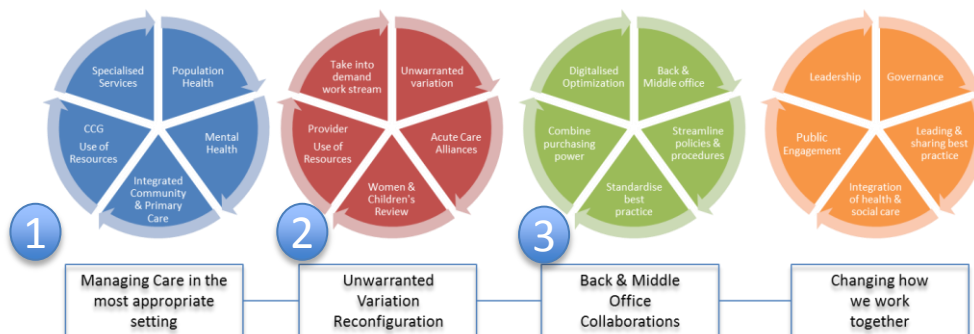 Specialised
Services
Population
Health
Mental
Health
Integrated
Community
& Primary
Care
CCG
Use of
Resources
1
Take into
demand
work stream
Unwarranted
variation
Acute Care
Alliances
Women &
Children's
Review
Provider
Use of
Resources
2
Digitalised
Optimization
Back &
Middle office
Streamline
policies &
procedures
Standardise
best
practice
Combine
purchasing
power
3
Leadership
Governance
Leading &
sharing best
practice
Integration
of health &
social care
Public
Engagement
Managing Care in the
most appropriate
setting
Unwarranted
Variation
Reconfiguration
Back & Middle
Office
Collaborations
Changing how
we work
together